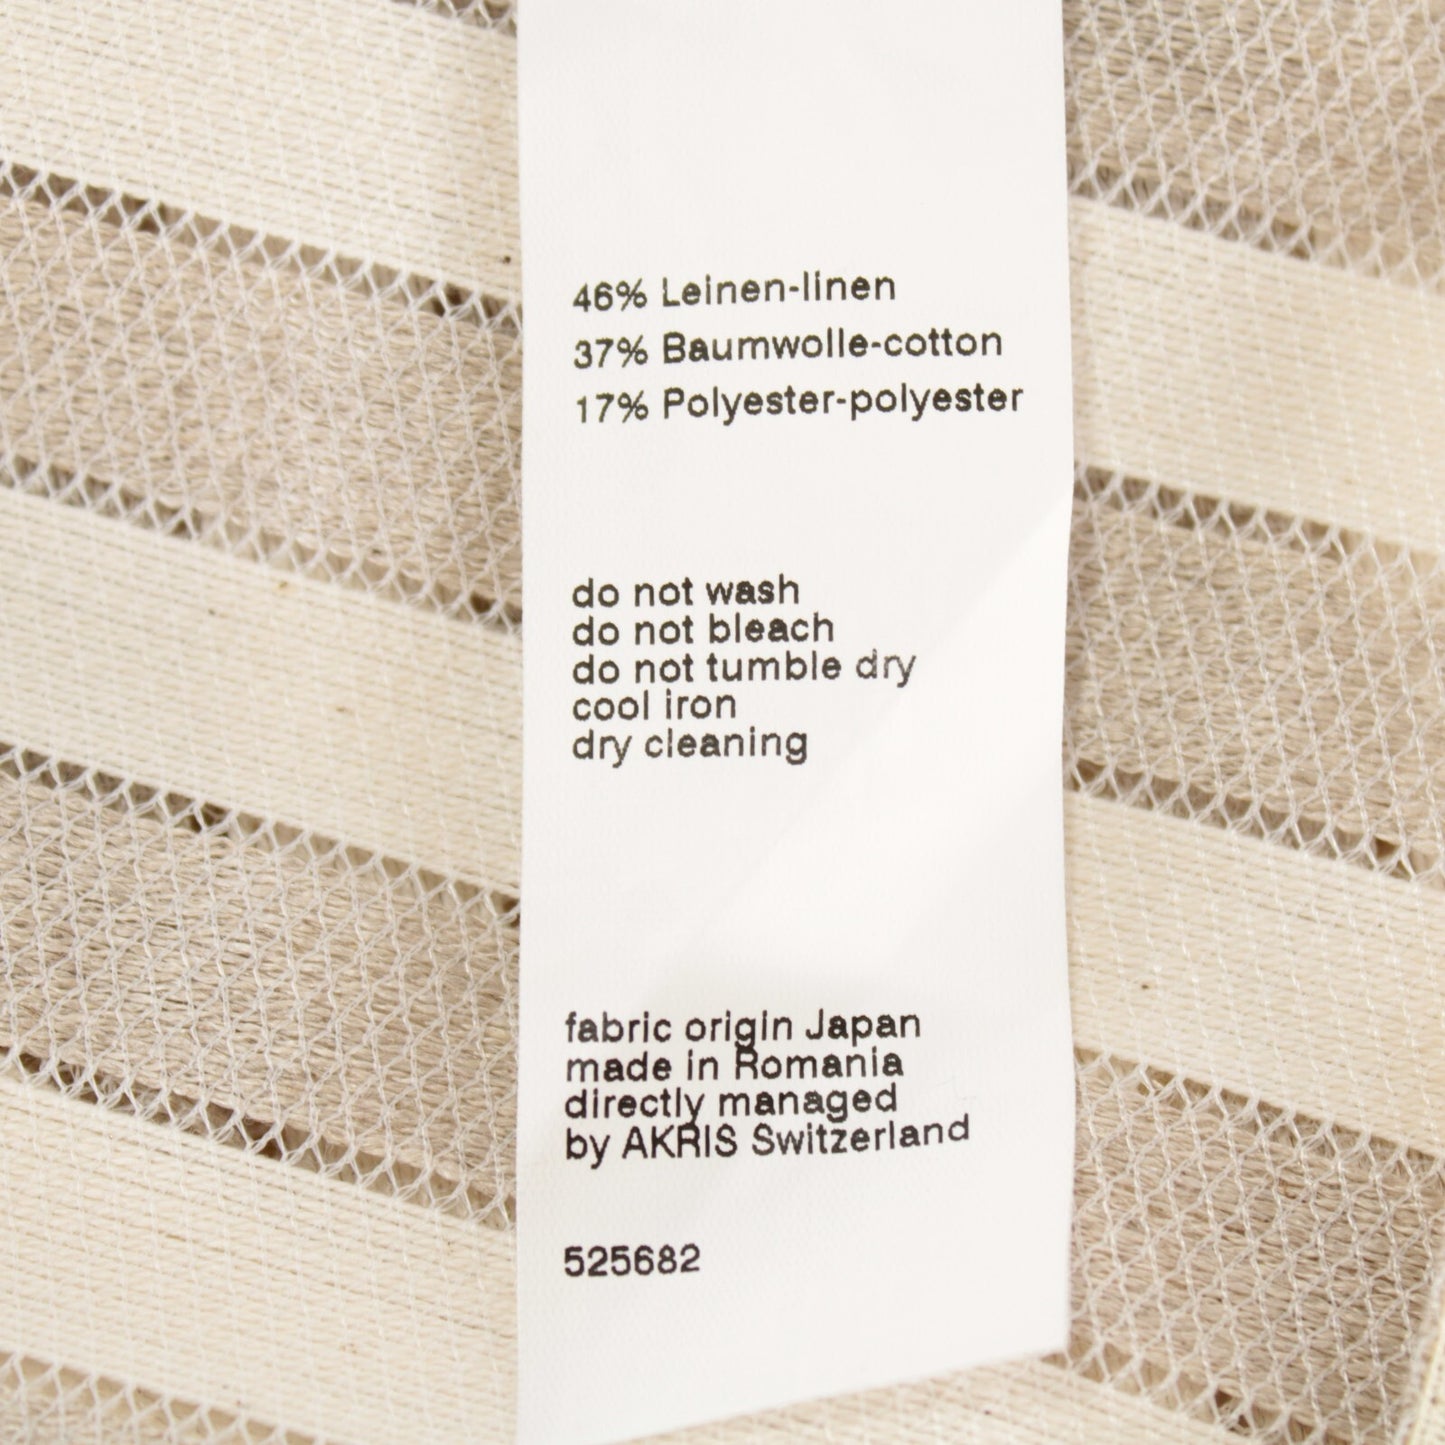 46% Leinen-linen
37% Baumwolle-cotton
17% Polyester-polyester
do not wash
do not bleach
do not tumble dry
cool iron
dry cleaning
fabric origin Japan
made in Romania
directly managed
by AKRIS Switzerland
525682